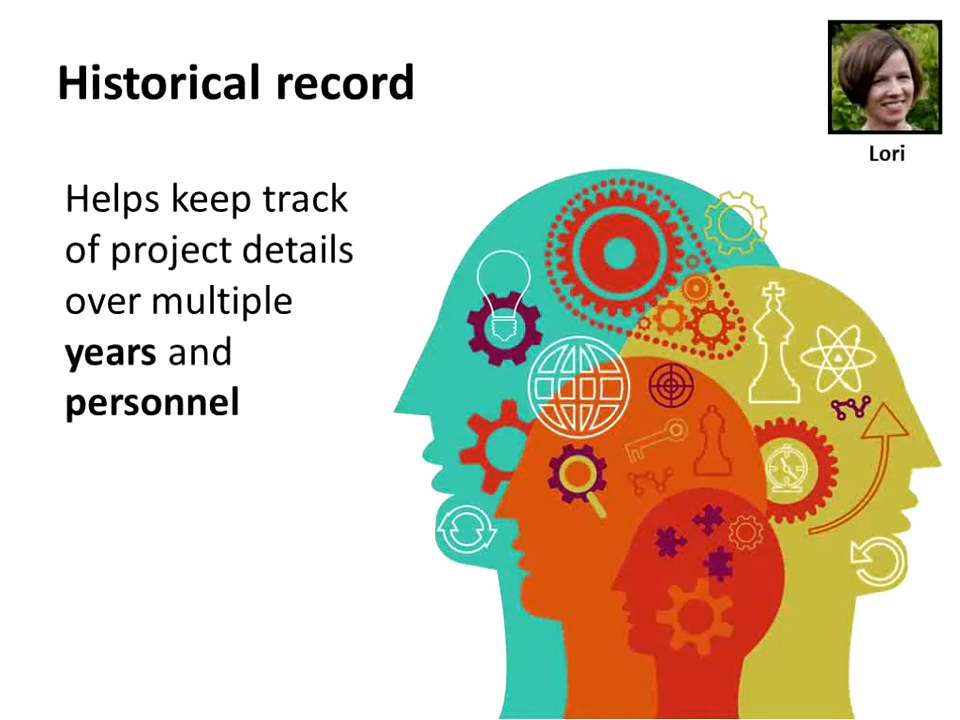 Historical record
Lori
Helps keep track
of project details
over multiple
years and
personnel